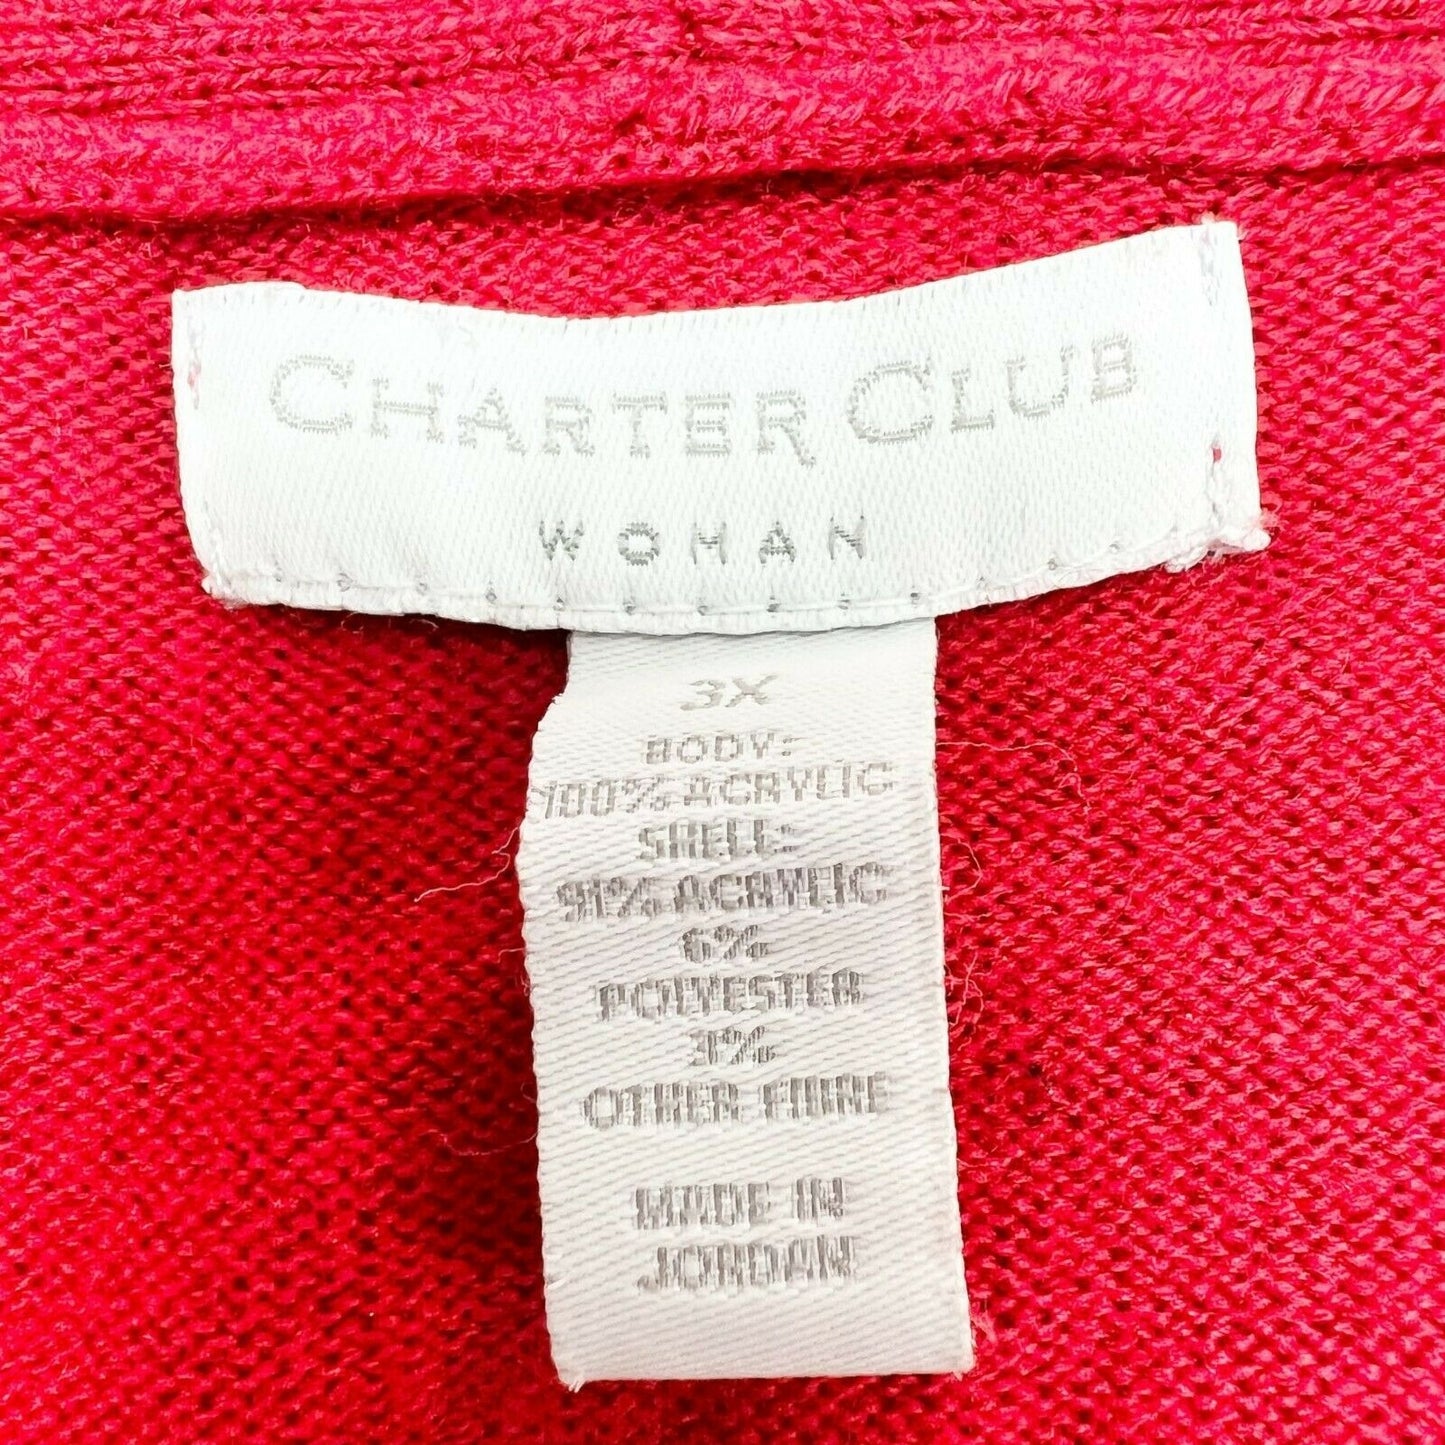 CHARTER CLUB
WOMAN
3X
BODY:
100% ACRYLIC
SHELL:
91% ACRYLIC
6%
POLYESTER
3%
OTHER FIBRE
MADE IN
JORDAN